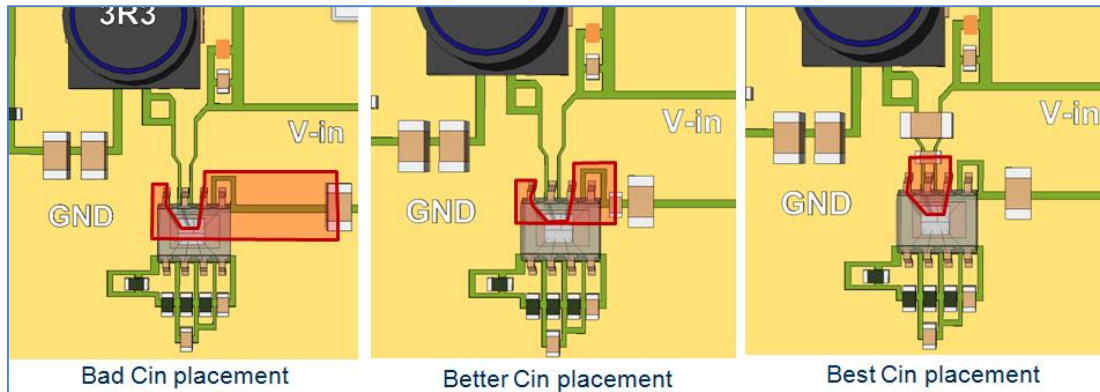 3R3
V-in
GND
Bad Cin placement
V-in
GND
Better Cin placement
V-in
GND
Best Cin placement